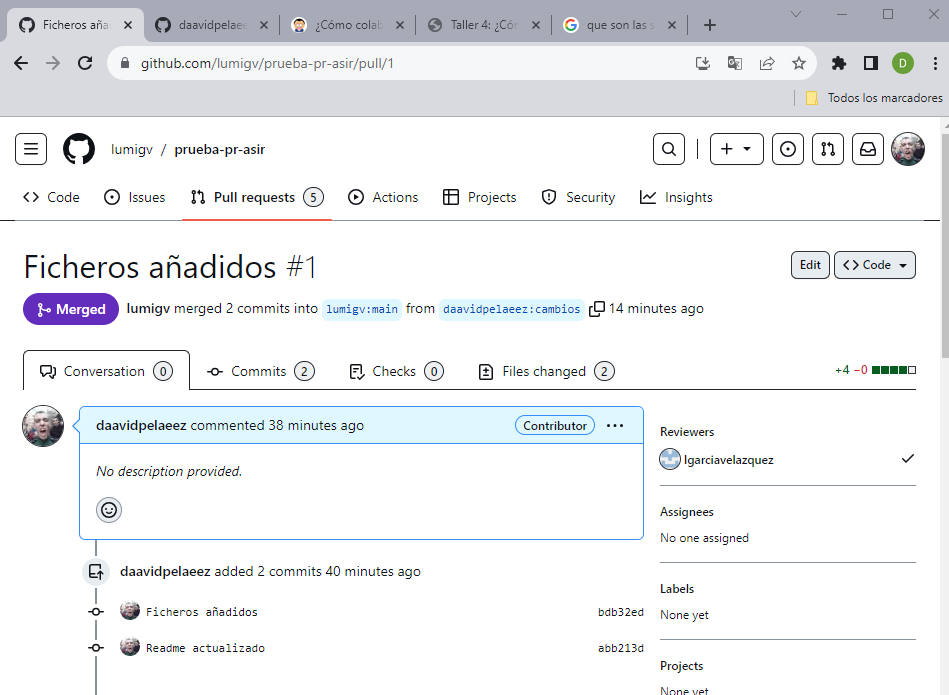 Ficheros aña
daavidpelaee
¿Cómo colab
Taller 4: ¿Cón
que son las s
github.com/lumigv/prueba-pr-asir/pull/1
D
Todos los marcadores
lumigv / prueba-pr-asir
Code Issues Pull requests 5 Actions Projects Security Insights
Ficheros añadidos #1
Edit
Code
Merged lumigv merged 2 commits into lumigv:main from daavidpelaeez:cambios 14 minutes ago
Conversation 0 Commits 2 Checks 0 Files changed 2
+4 −0
daavidpelaeez commented 38 minutes ago Contributor
No description provided.
Reviewers
lgarciavelazquez
Assignees
No one assigned
daavidpelaeez added 2 commits 40 minutes ago
Labels
Ficheros añadidos bdb32ed
None yet
Readme actualizado abb213d
Projects
None yet